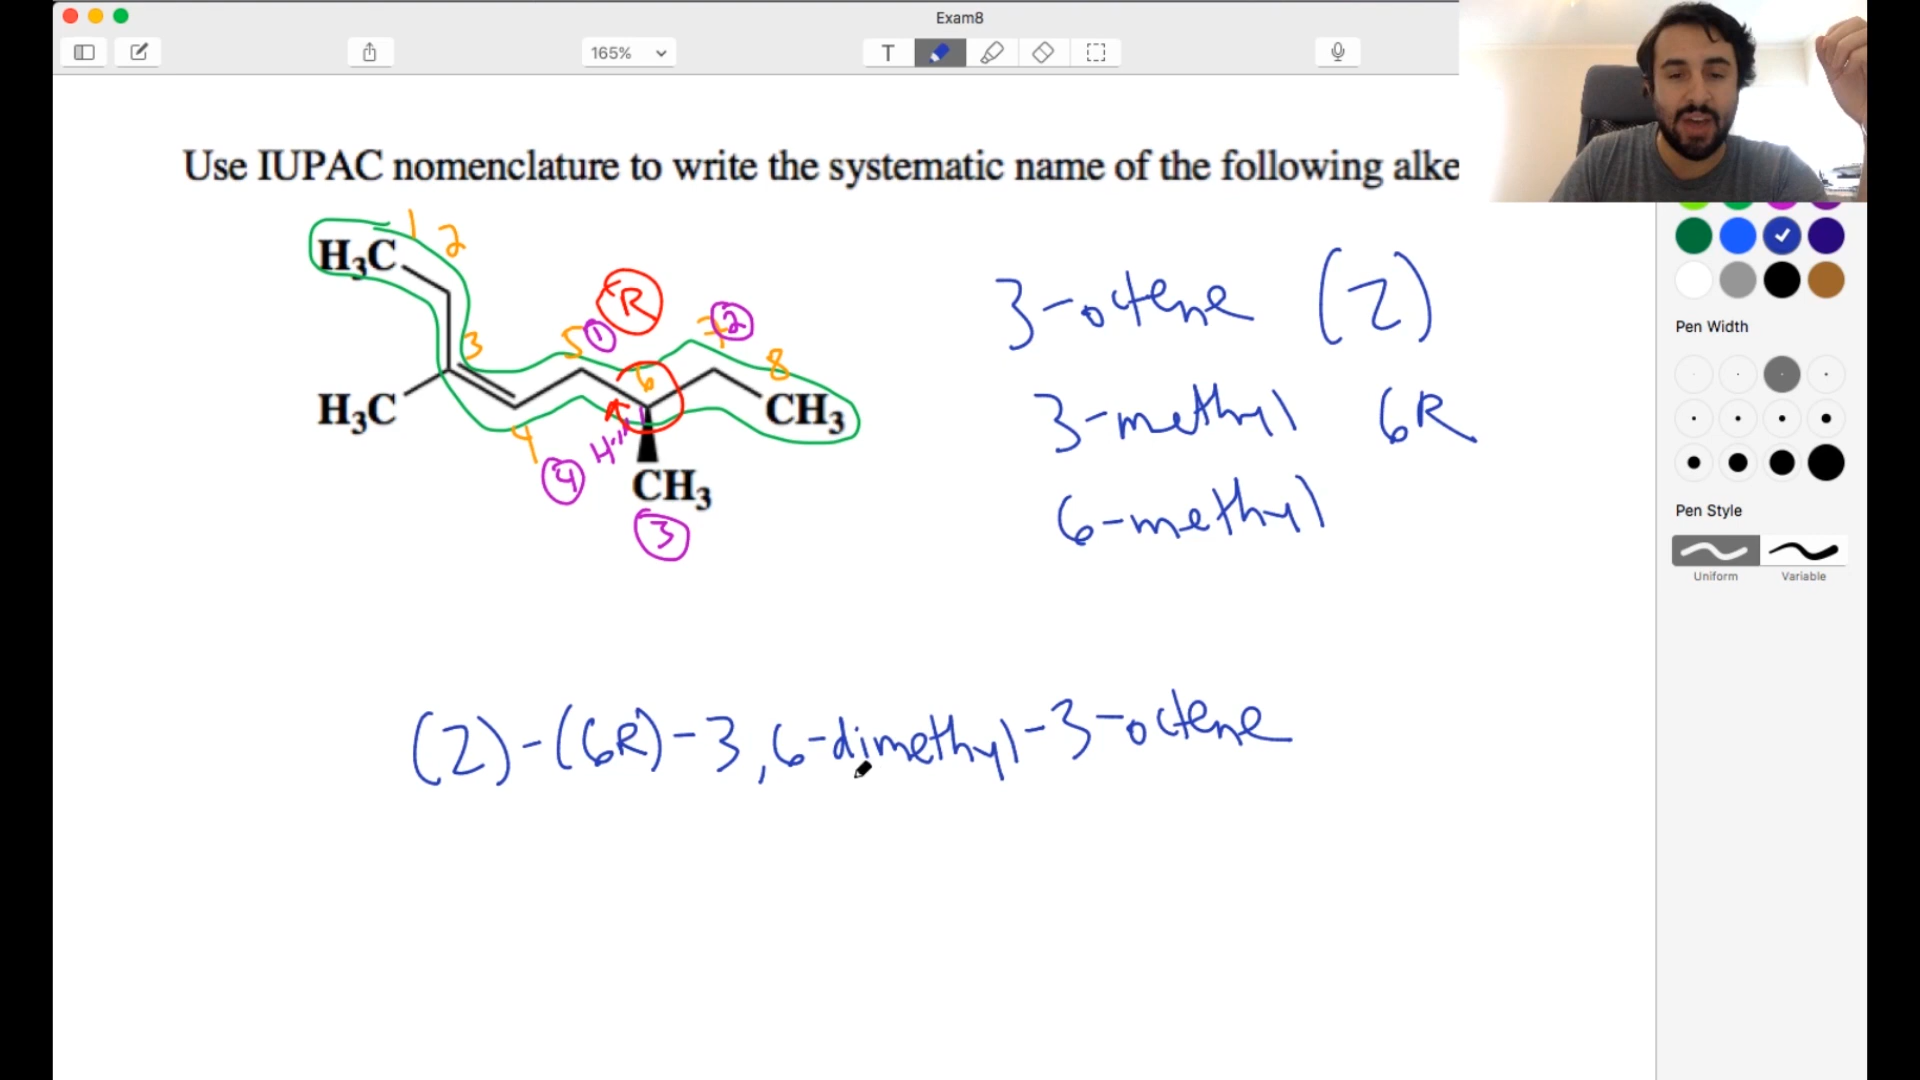 Exam8
165%
T
Use IUPAC nomenclature to write the systematic name of the following alke
H₃C 1 2
3 5 ① R 7 ② 8
6
H₃C CH₃
4 H
④ CH₃
③
3-octene (Z)
3-methyl 6R
6-methyl
(Z)-(6R)-3,6-dimethyl-3-octene
Pen Width
Pen Style
Uniform Variable